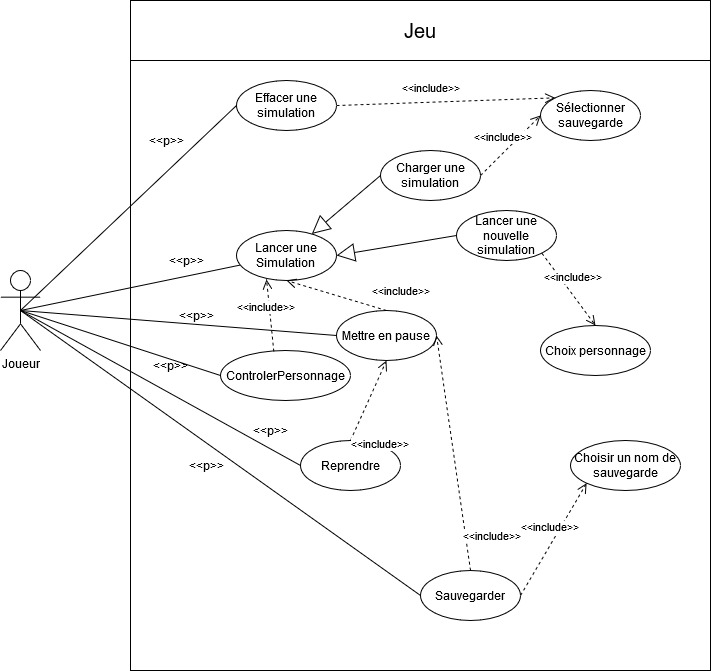 Jeu
Effacer une
simulation
<<include>>
Sélectionner
sauvegarde
<<p>>
<<include>>
Charger une
simulation
Lancer une
nouvelle
simulation
Lancer une
Simulation
<<p>>
<<include>>
<<include>>
<<include>>
<<p>>
Mettre en pause
Choix personnage
Joueur
<<p>>
ControlerPersonnage
<<p>>
<<include>>
Choisir un nom de
sauvegarde
<<p>>
Reprendre
<<include>>
<<include>>
Sauvegarder